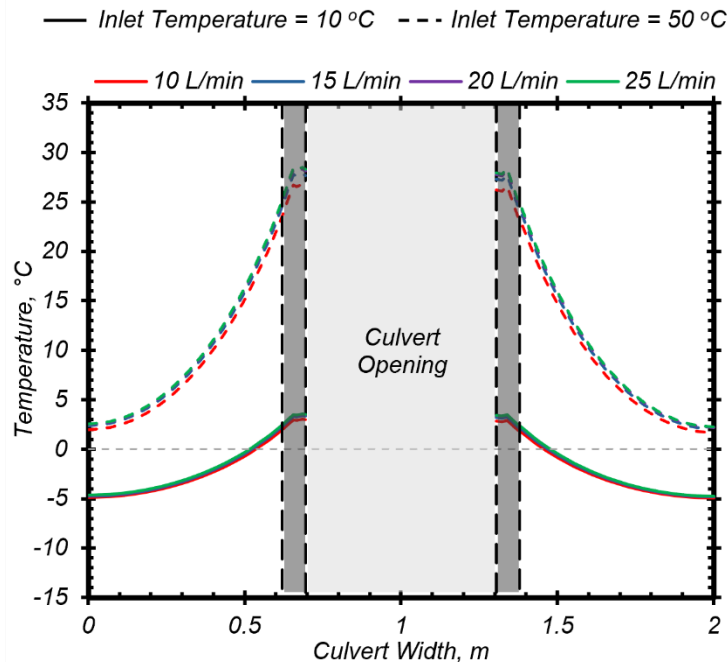 Inlet Temperature = 10 °C Inlet Temperature = 50 °C
10 L/min 15 L/min 20 L/min 25 L/min
35
30
25
20
15
10
5
0
-5
-10
-15
Temperature, °C
Culvert
Opening
0 0.5 1 1.5 2
Culvert Width, m